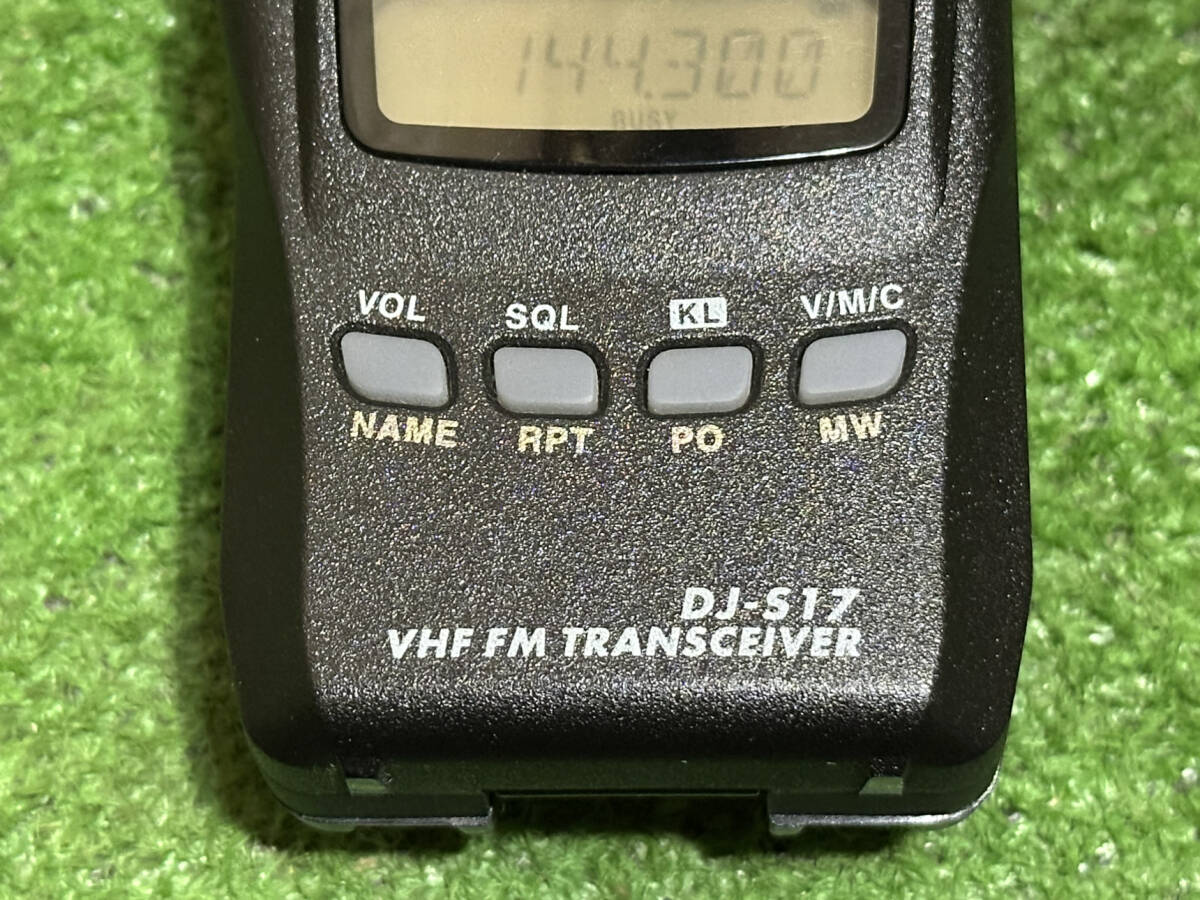 144.300
BUSY
VOL SQL KL V/M/C
NAME RPT PO MW
DJ-S17
VHF FM TRANSCEIVER